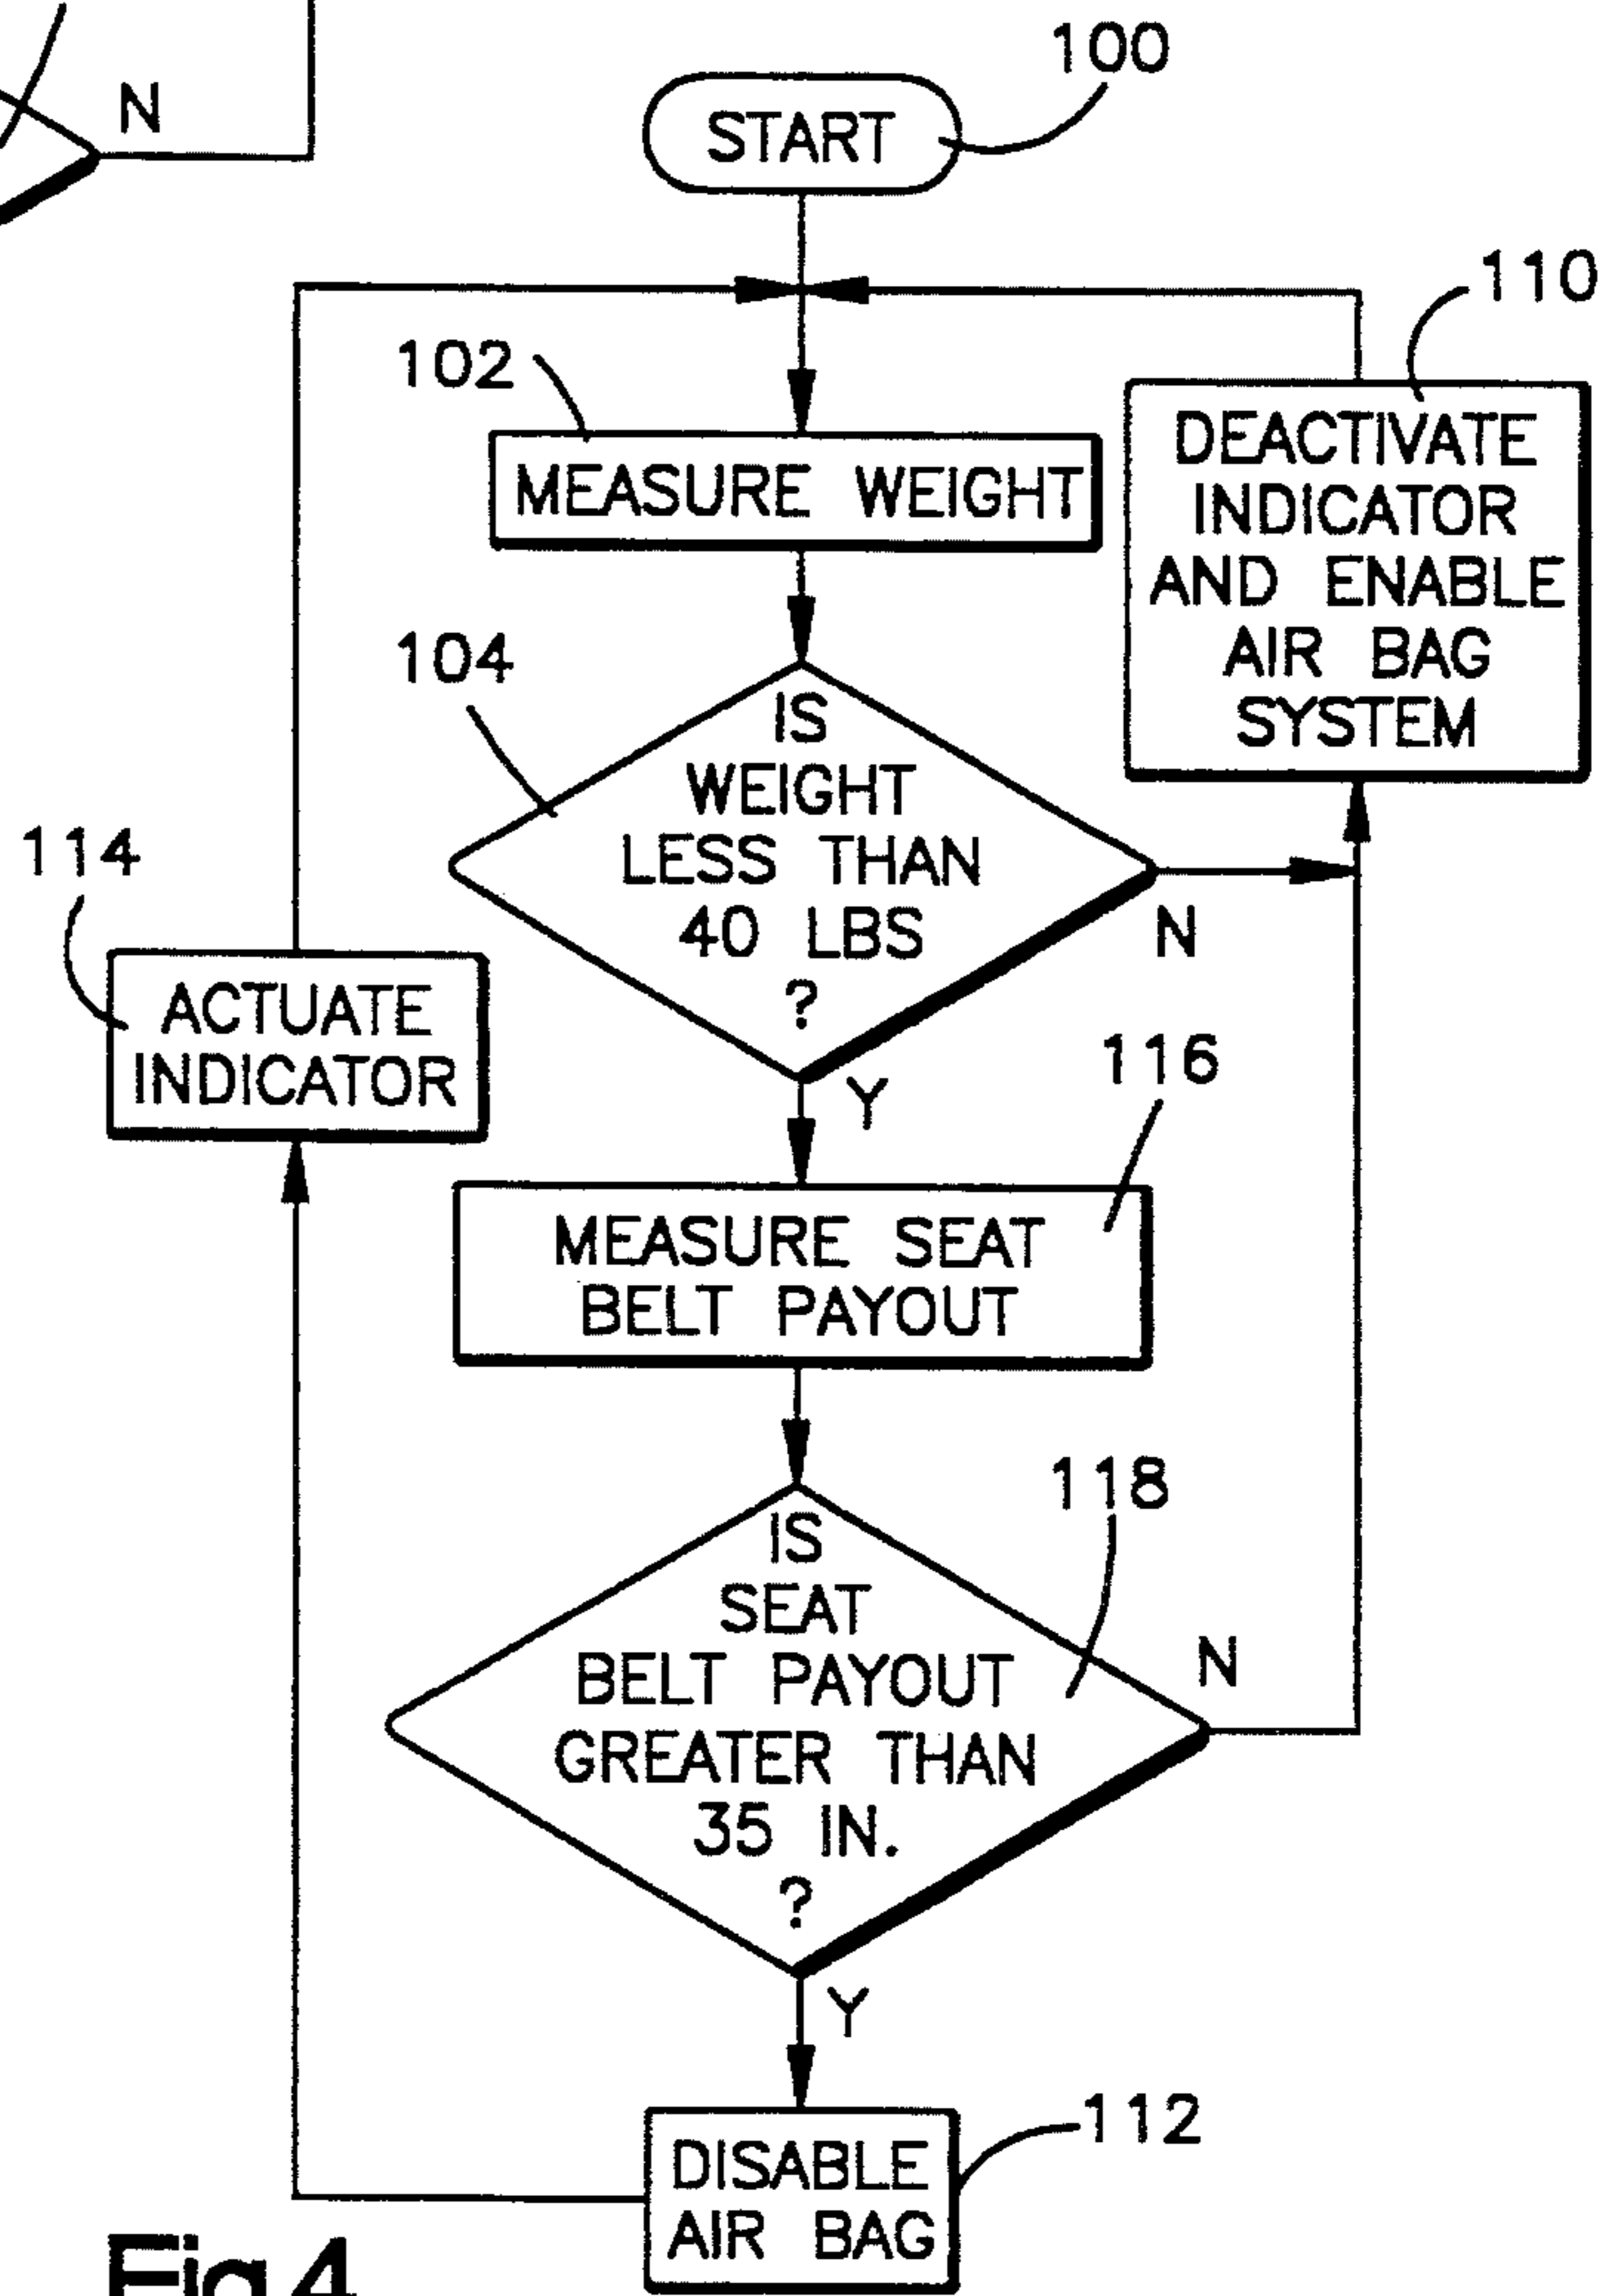 N
100
START
110
102
MEASURE WEIGHT
DEACTIVATE
INDICATOR
AND ENABLE
AIR BAG
SYSTEM
104
IS
WEIGHT
LESS THAN
40 LBS
?
N
Y
114
ACTUATE
INDICATOR
116
MEASURE SEAT
BELT PAYOUT
118
IS
SEAT
BELT PAYOUT
GREATER THAN
35 IN.
?
N
Y
112
DISABLE
AIR BAG
Fig.4